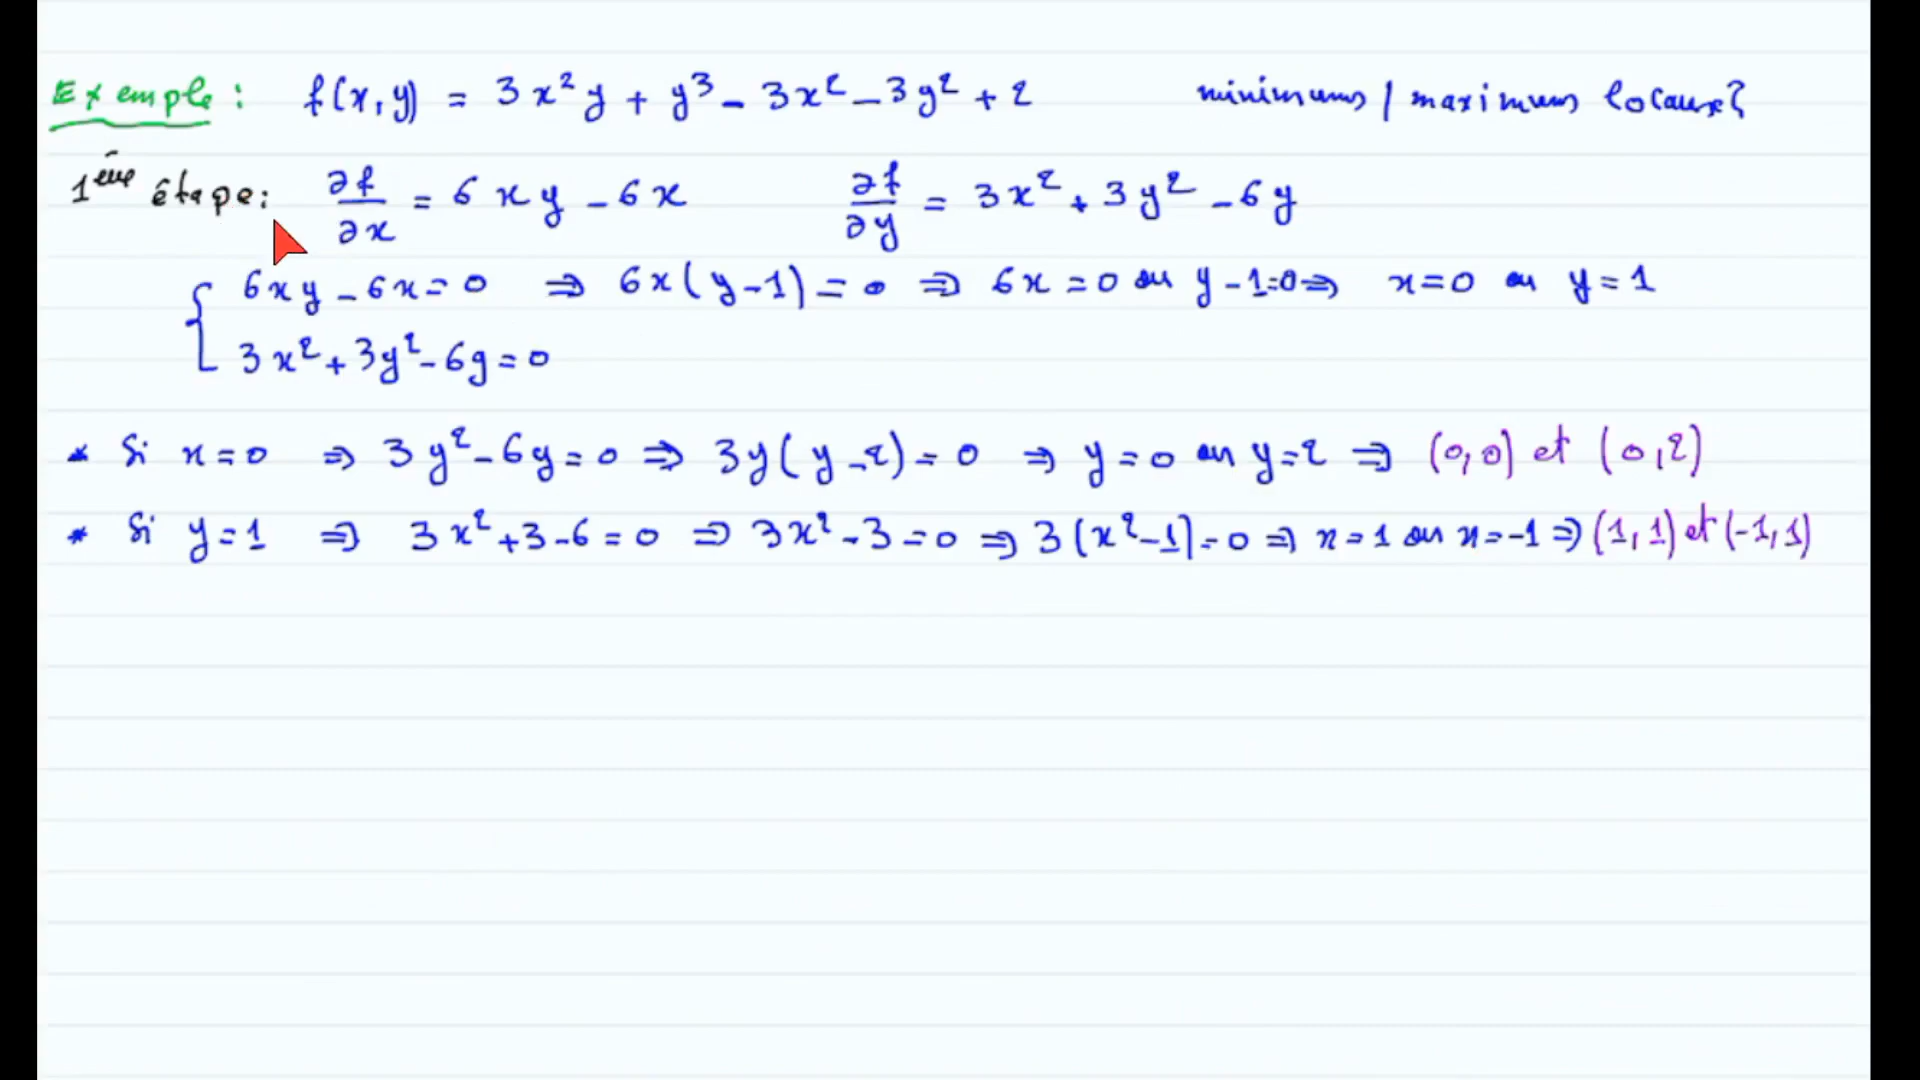 Exemple : f(x,y) = 3x²y + y³ - 3x² - 3y² + 2 minimums / maximums locaux?
1ème étape: ∂f/∂x = 6xy - 6x ∂f/∂y = 3x² + 3y² - 6y
{ 6xy - 6x = 0 ⇒ 6x(y-1) = 0 ⇒ 6x = 0 ou y-1=0 ⇒ x=0 ou y=1
3x² + 3y² - 6y = 0
* Si x=0 ⇒ 3y² - 6y = 0 ⇒ 3y(y-2) = 0 ⇒ y=0 ou y=2 ⇒ (0,0) et (0,2)
* Si y=1 ⇒ 3x² + 3 - 6 = 0 ⇒ 3x² - 3 = 0 ⇒ 3(x²-1) = 0 ⇒ x=1 ou x=-1 ⇒ (1,1) et (-1,1)